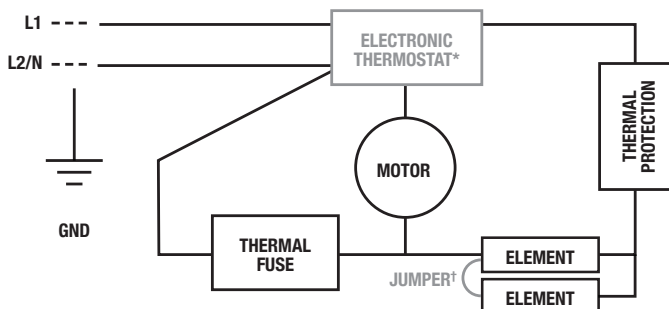 L1
ELECTRONIC
THERMOSTAT*
L2/N
THERMAL
PROTECTION
MOTOR
GND
THERMAL
FUSE
ELEMENT
JUMPER†
ELEMENT